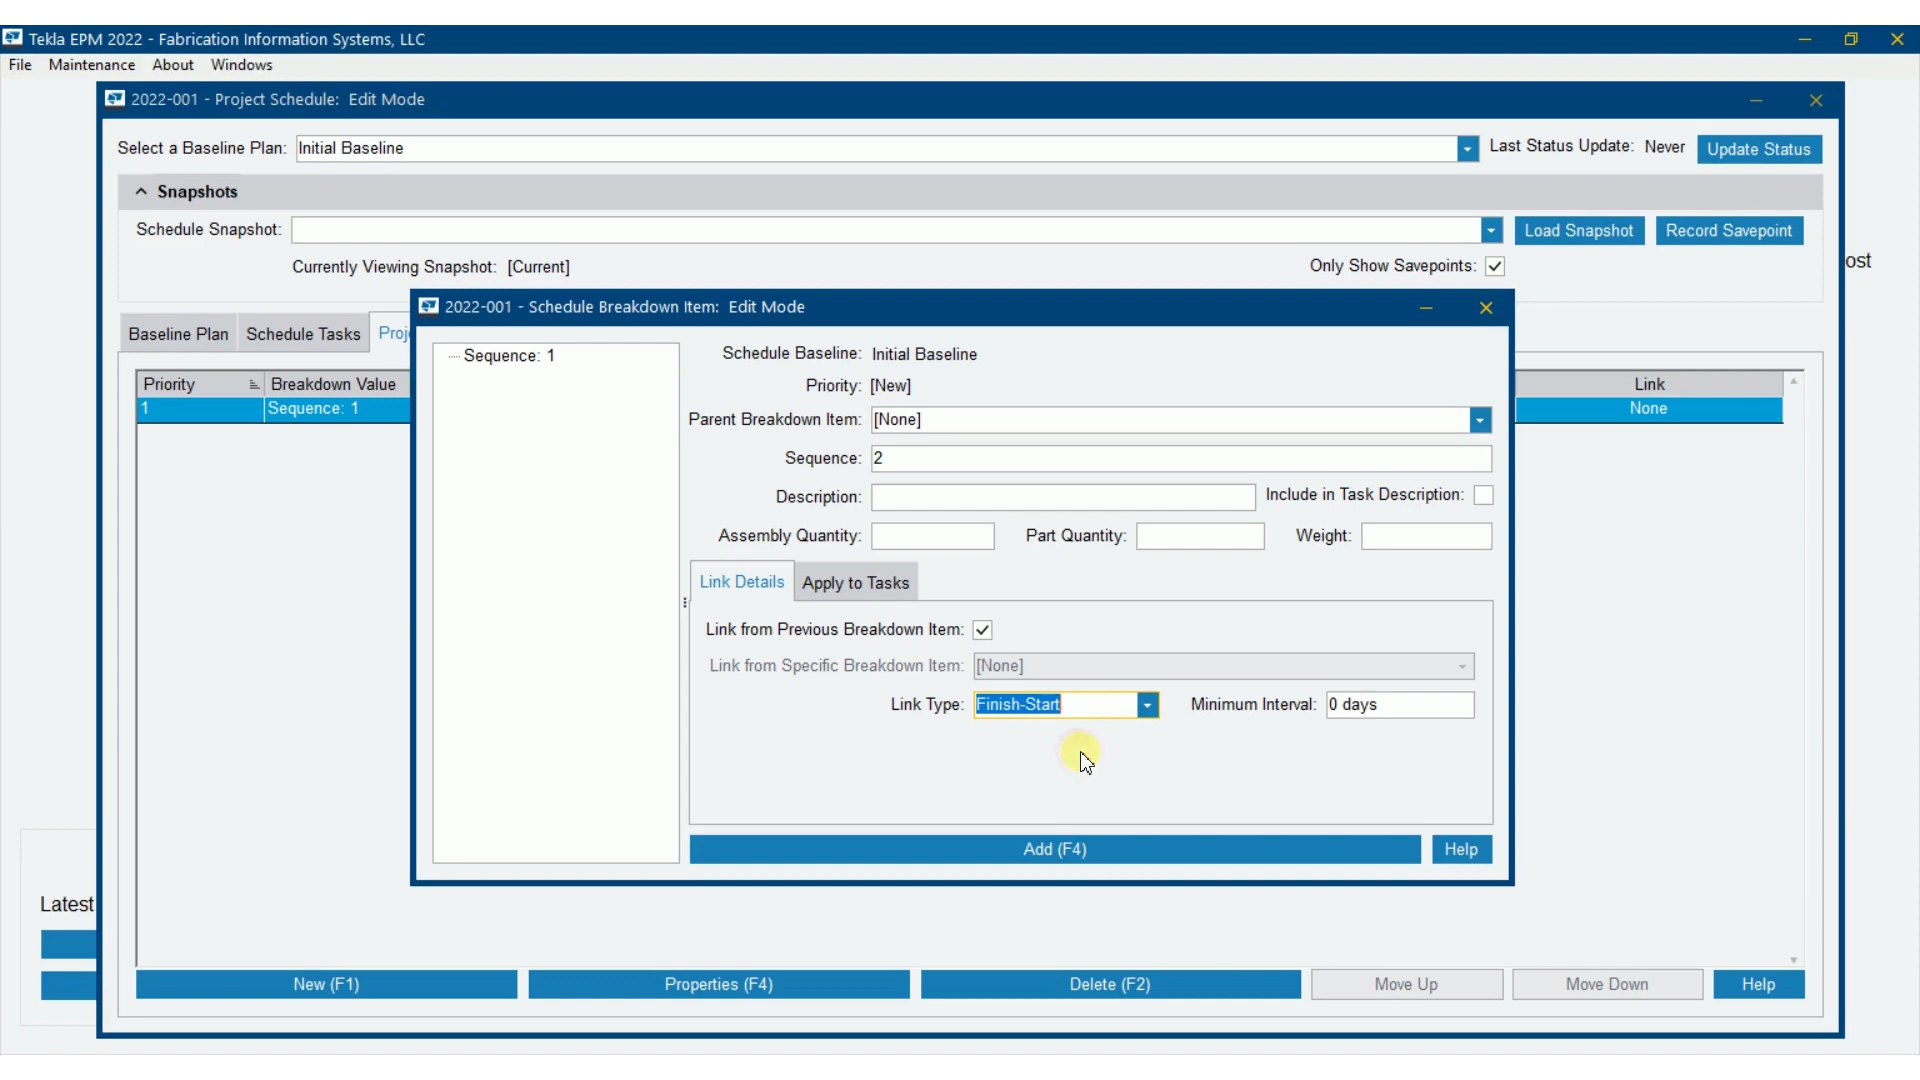 Tekla EPM 2022 - Fabrication Information Systems, LLC
File Maintenance About Windows
2022-001 - Project Schedule: Edit Mode
Select a Baseline Plan: Initial Baseline Last Status Update: Never Update Status
Snapshots
Schedule Snapshot: Load Snapshot Record Savepoint
Currently Viewing Snapshot: [Current] Only Show Savepoints:
ost
2022-001 - Schedule Breakdown Item: Edit Mode
Baseline Plan Schedule Tasks Proj
Sequence: 1
Schedule Baseline: Initial Baseline
Priority Breakdown Value Link
Priority: [New]
1 Sequence: 1 None
Parent Breakdown Item: [None]
Sequence: 2
Description: Include in Task Description:
Assembly Quantity: Part Quantity: Weight:
Link Details Apply to Tasks
Link from Previous Breakdown Item:
Link from Specific Breakdown Item: [None]
Link Type: Finish-Start Minimum Interval: 0 days
Add (F4) Help
Latest
New (F1) Properties (F4) Delete (F2) Move Up Move Down Help